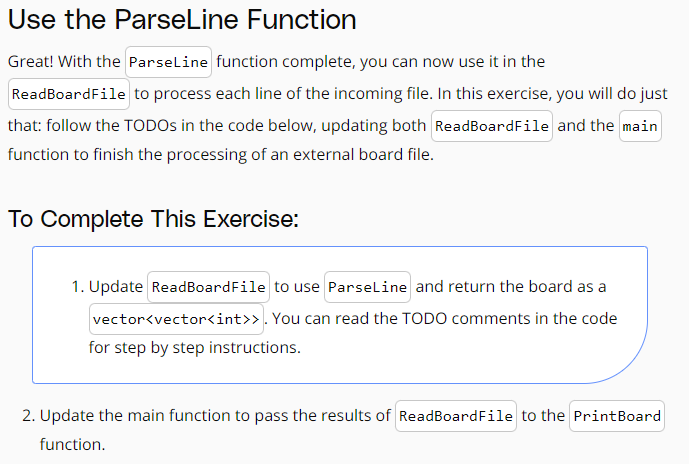 Use the ParseLine Function
Great! With the ParseLine function complete, you can now use it in the
ReadBoardFile to process each line of the incoming file. In this exercise, you will do just
that: follow the TODOs in the code below, updating both ReadBoardFile and the main
function to finish the processing of an external board file.
To Complete This Exercise:
1. Update ReadBoardFile to use ParseLine and return the board as a
vector<vector<int>>. You can read the TODO comments in the code
for step by step instructions.
2. Update the main function to pass the results of ReadBoardFile to the PrintBoard
function.